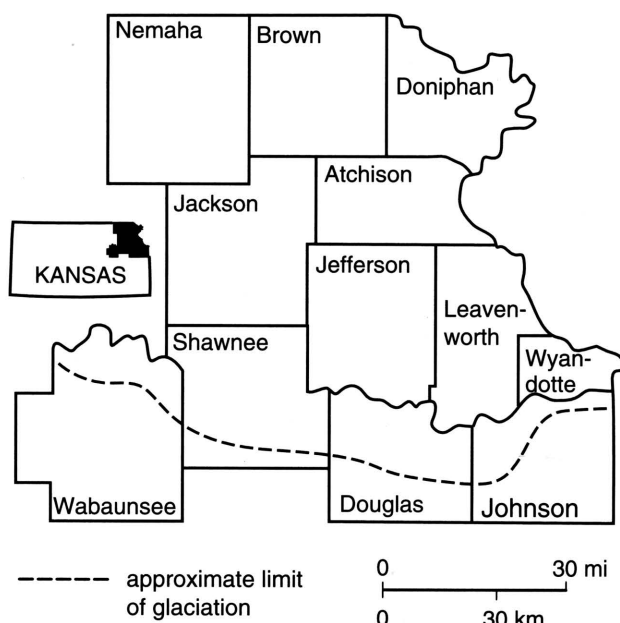 Nemaha
Brown
Doniphan
Atchison
Jackson
KANSAS
Jefferson
Leaven-
worth
Shawnee
Wyan-
dotte
Wabaunsee
Douglas
Johnson
approximate limit
of glaciation
0 30 mi
0 30 km